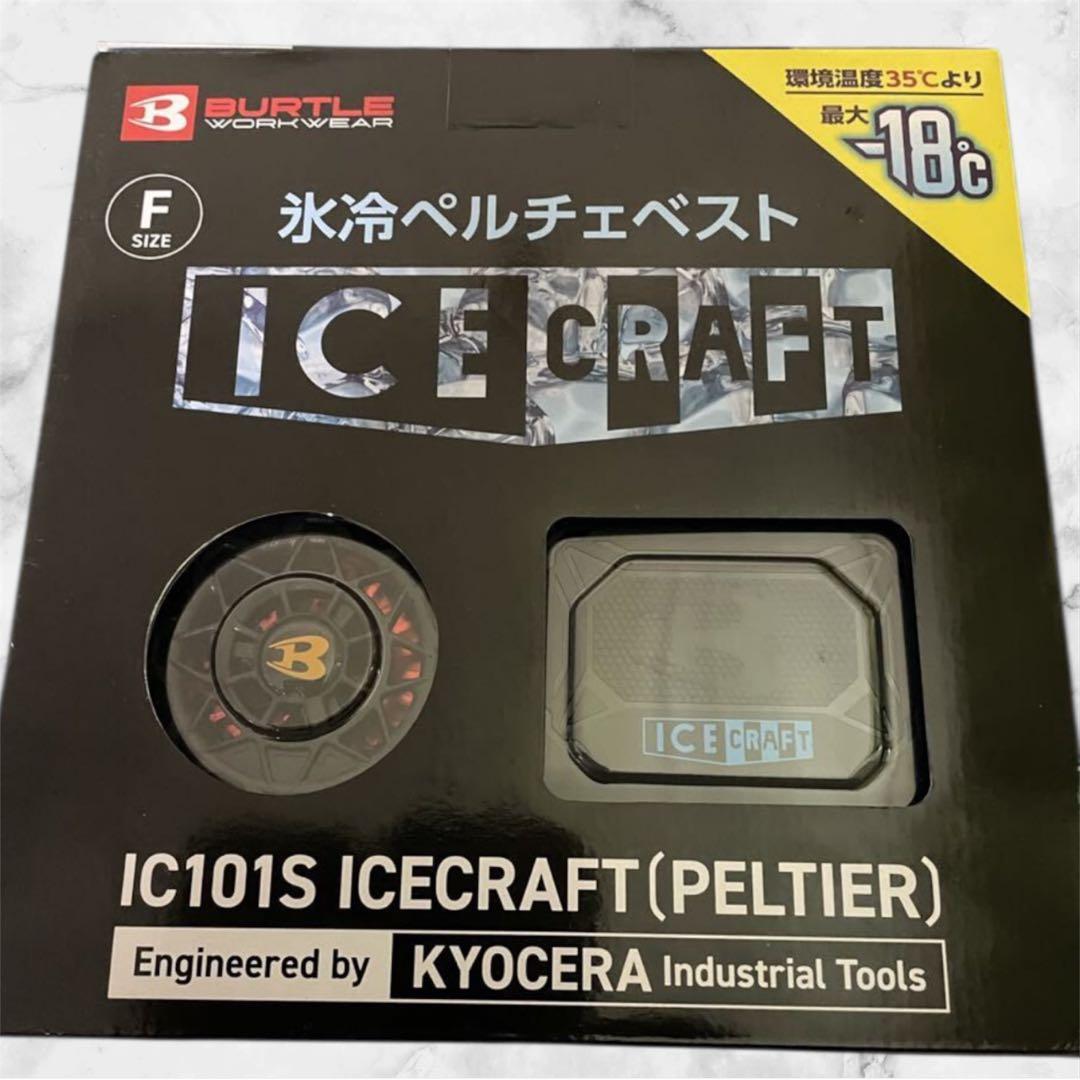 BURTLE
WORKWEAR
環境温度35℃より
最大
-18℃
F
SIZE
氷冷ペルチェベスト
ICE CRAFT
B
ICE CRAFT
IC101S ICECRAFT(PELTIER)
Engineered by KYOCERA Industrial Tools